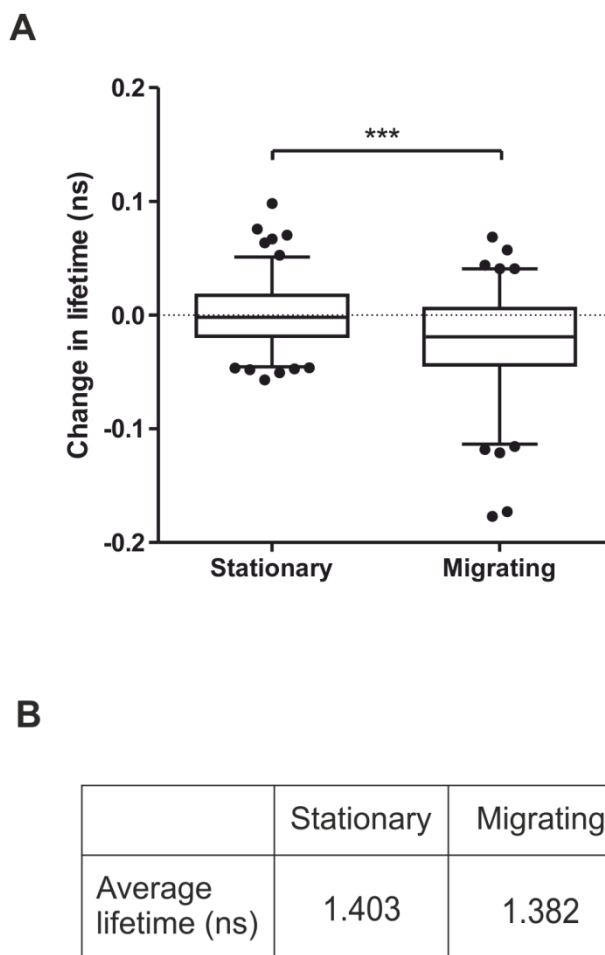 A
0.2
***
0.1
0.0
-0.1
-0.2
Change in lifetime (ns)
Stationary Migrating
B
Stationary Migrating
Average
lifetime (ns) 1.403 1.382